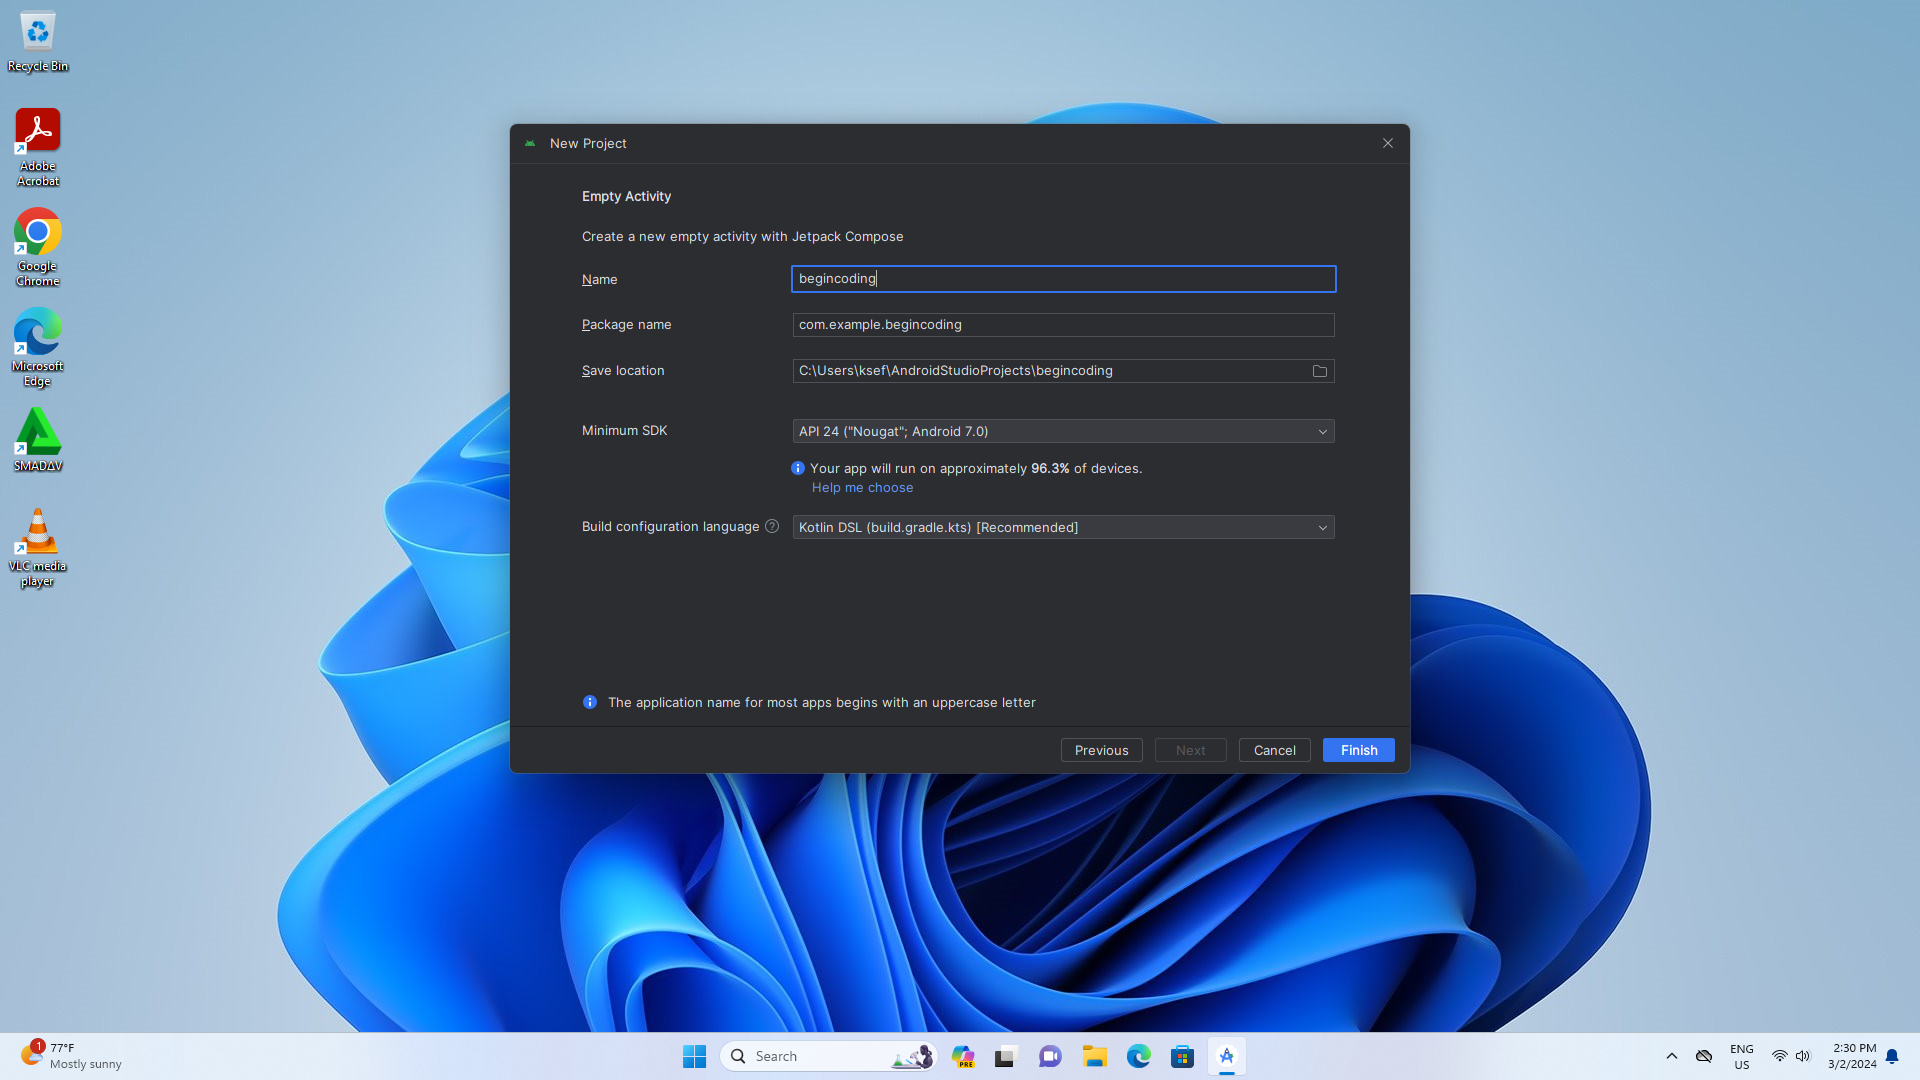 Recycle Bin
Adobe
Acrobat
Google
Chrome
Microsoft
Edge
SMADΔV
VLC media
player
New Project
Empty Activity
Create a new empty activity with Jetpack Compose
Name
begincoding
Package name
com.example.begincoding
Save location
C:\Users\ksef\AndroidStudioProjects\begincoding
Minimum SDK
API 24 ("Nougat"; Android 7.0)
Your app will run on approximately 96.3% of devices.
Help me choose
Build configuration language ?
Kotlin DSL (build.gradle.kts) [Recommended]
The application name for most apps begins with an uppercase letter
Previous
Next
Cancel
Finish
1
77°F
Mostly sunny
Search
PRE
ENG
US
2:30 PM
3/2/2024